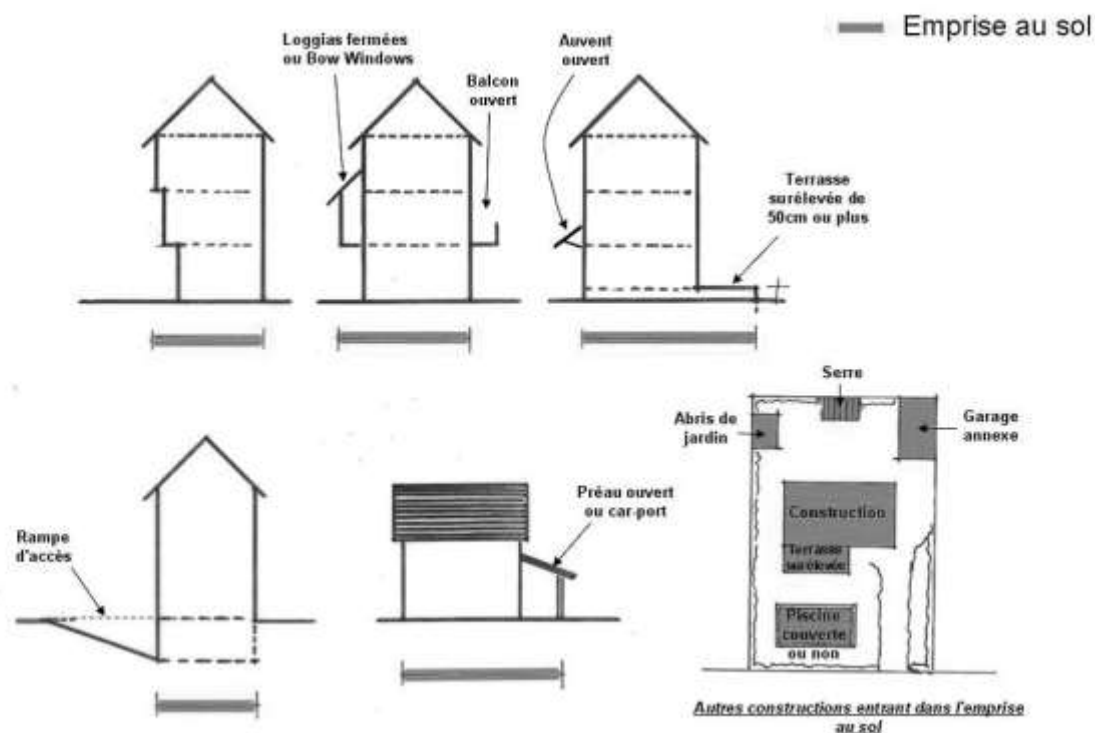 Emprise au sol
Loggias fermées
ou Bow Windows
Balcon
ouvert
Auvent
ouvert
Terrasse
surélevée de
50cm ou plus
Rampe
d'accès
Préau ouvert
ou car-port
Serre
Abris de
jardin
Garage
annexe
Construction
Terrasse
surélevée
Piscine
couverte
ou non
Autres constructions entrant dans l'emprise
au sol